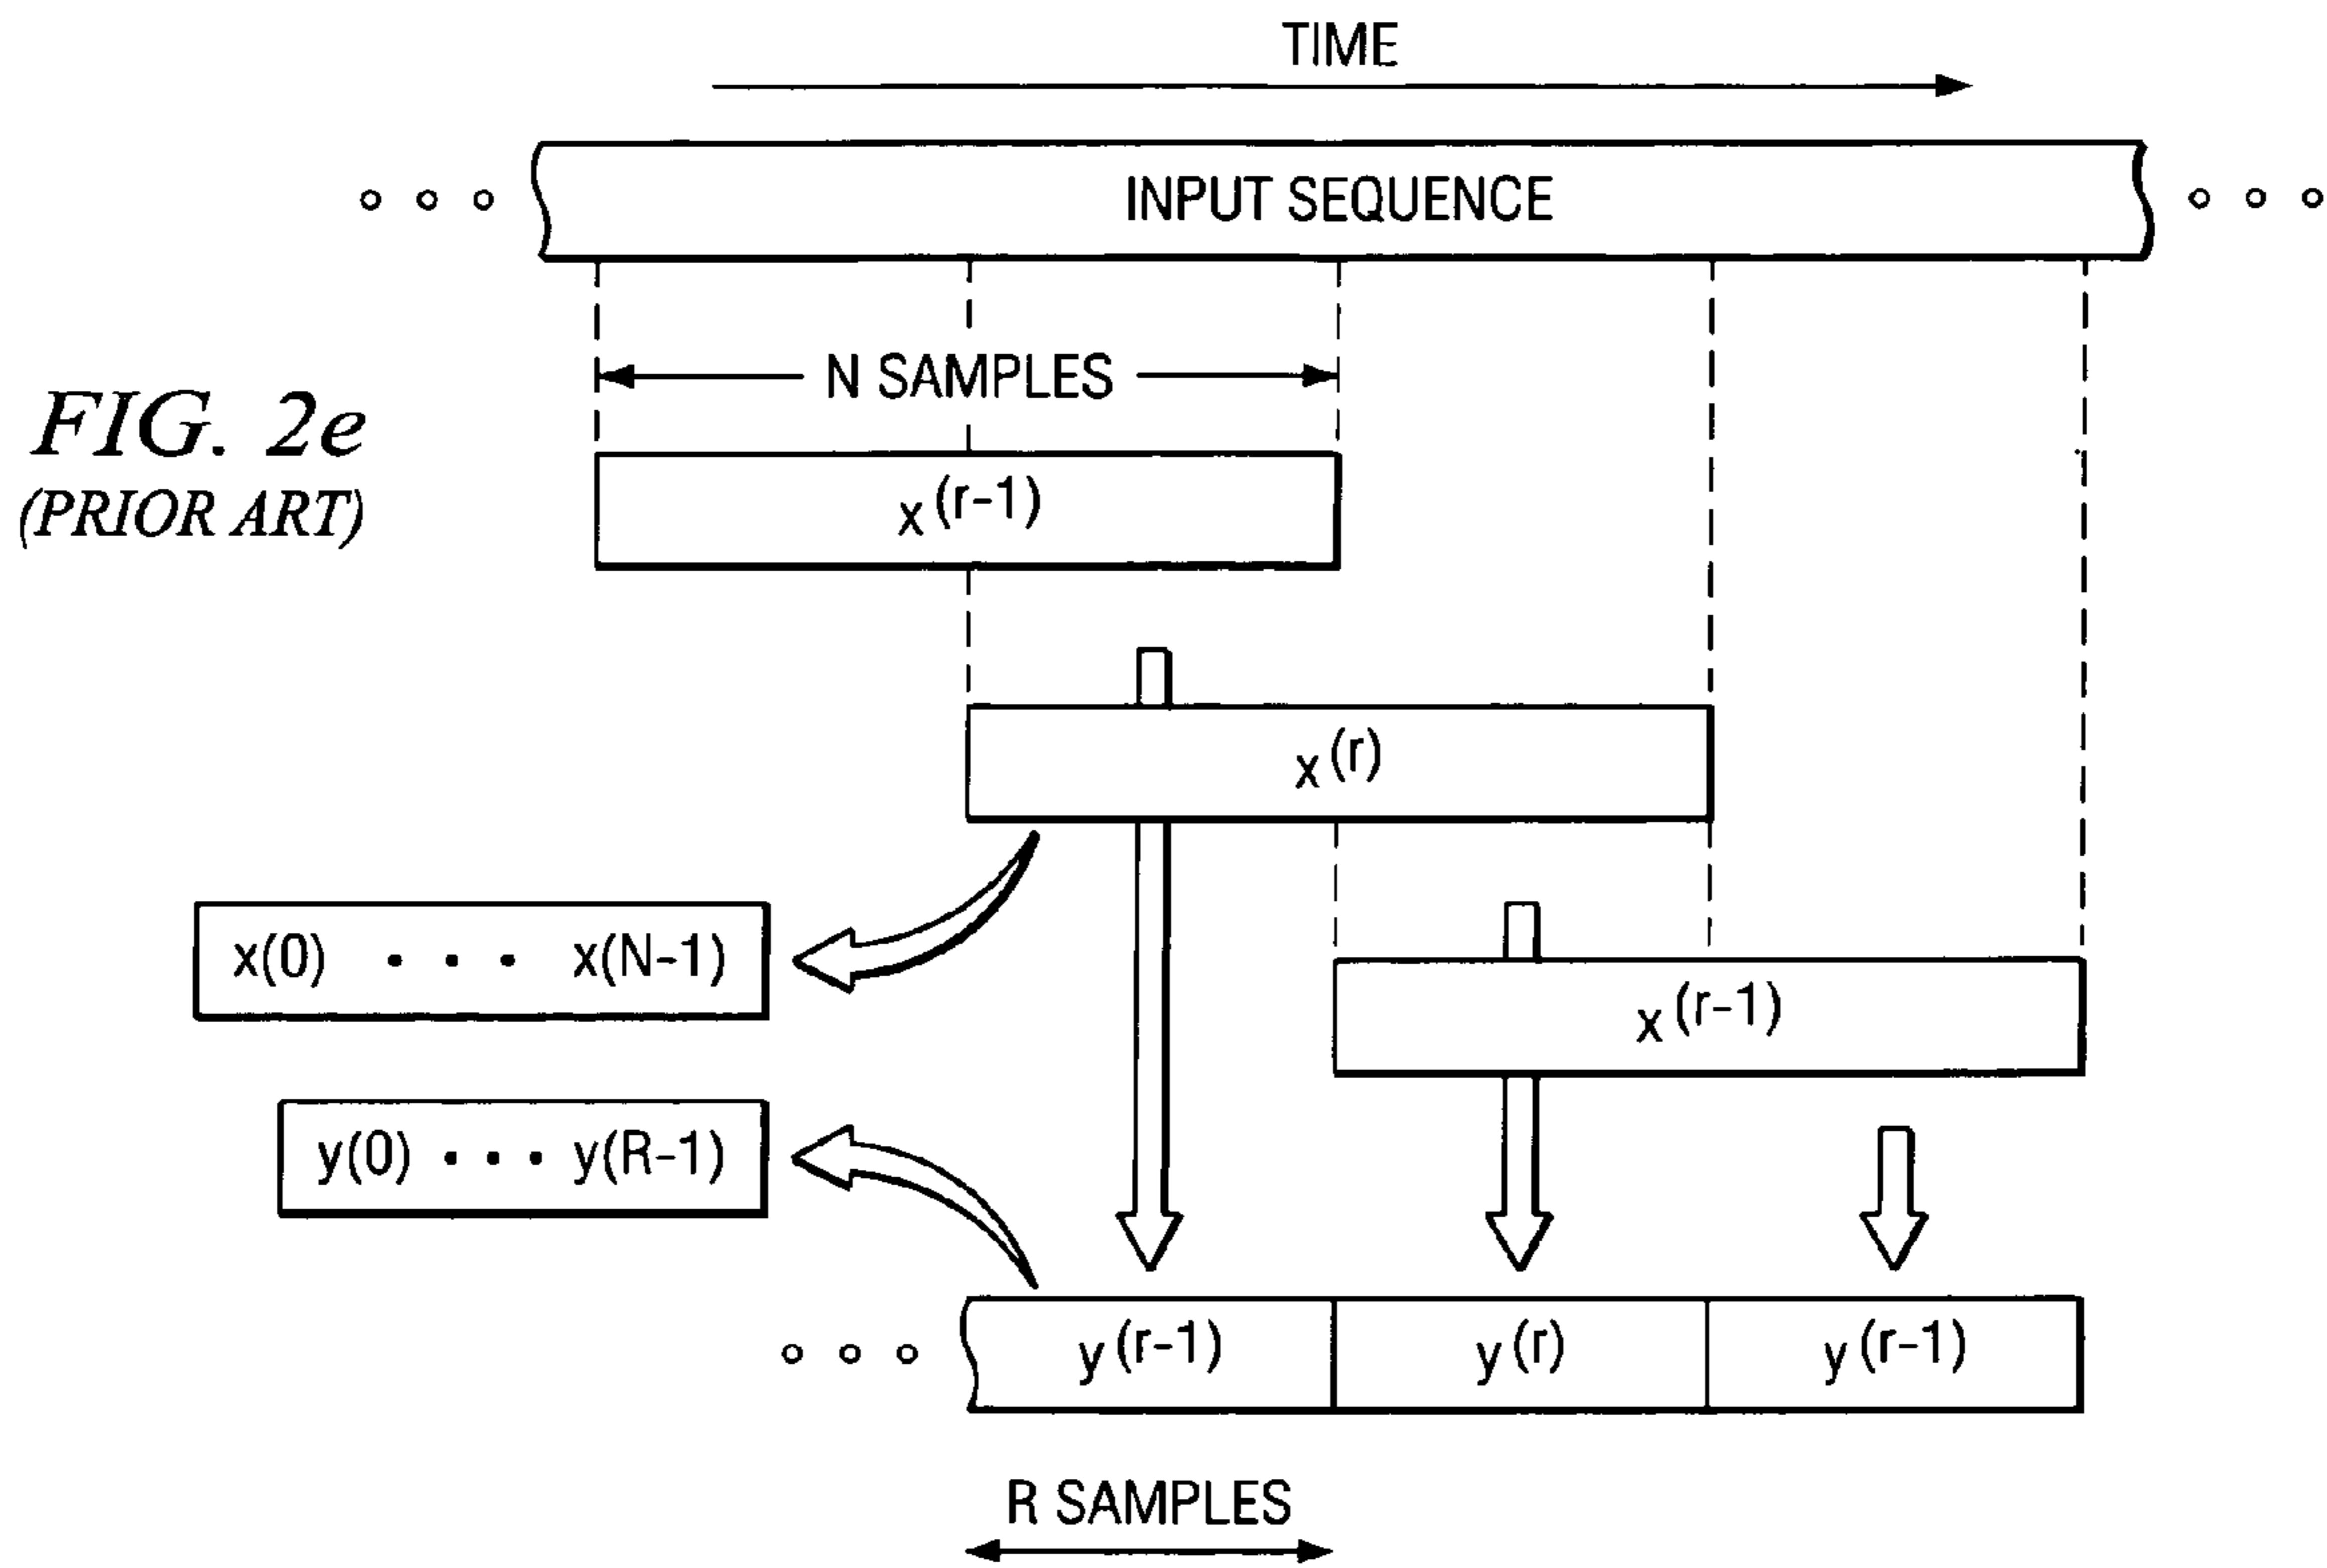 TIME
INPUT SEQUENCE
N SAMPLES
FIG. 2e
(PRIOR ART)
x(r-1)
x(r)
x(0) • • • x(N-1)
x(r-1)
y(0) • • • y(R-1)
y(r-1) y(r) y(r-1)
R SAMPLES